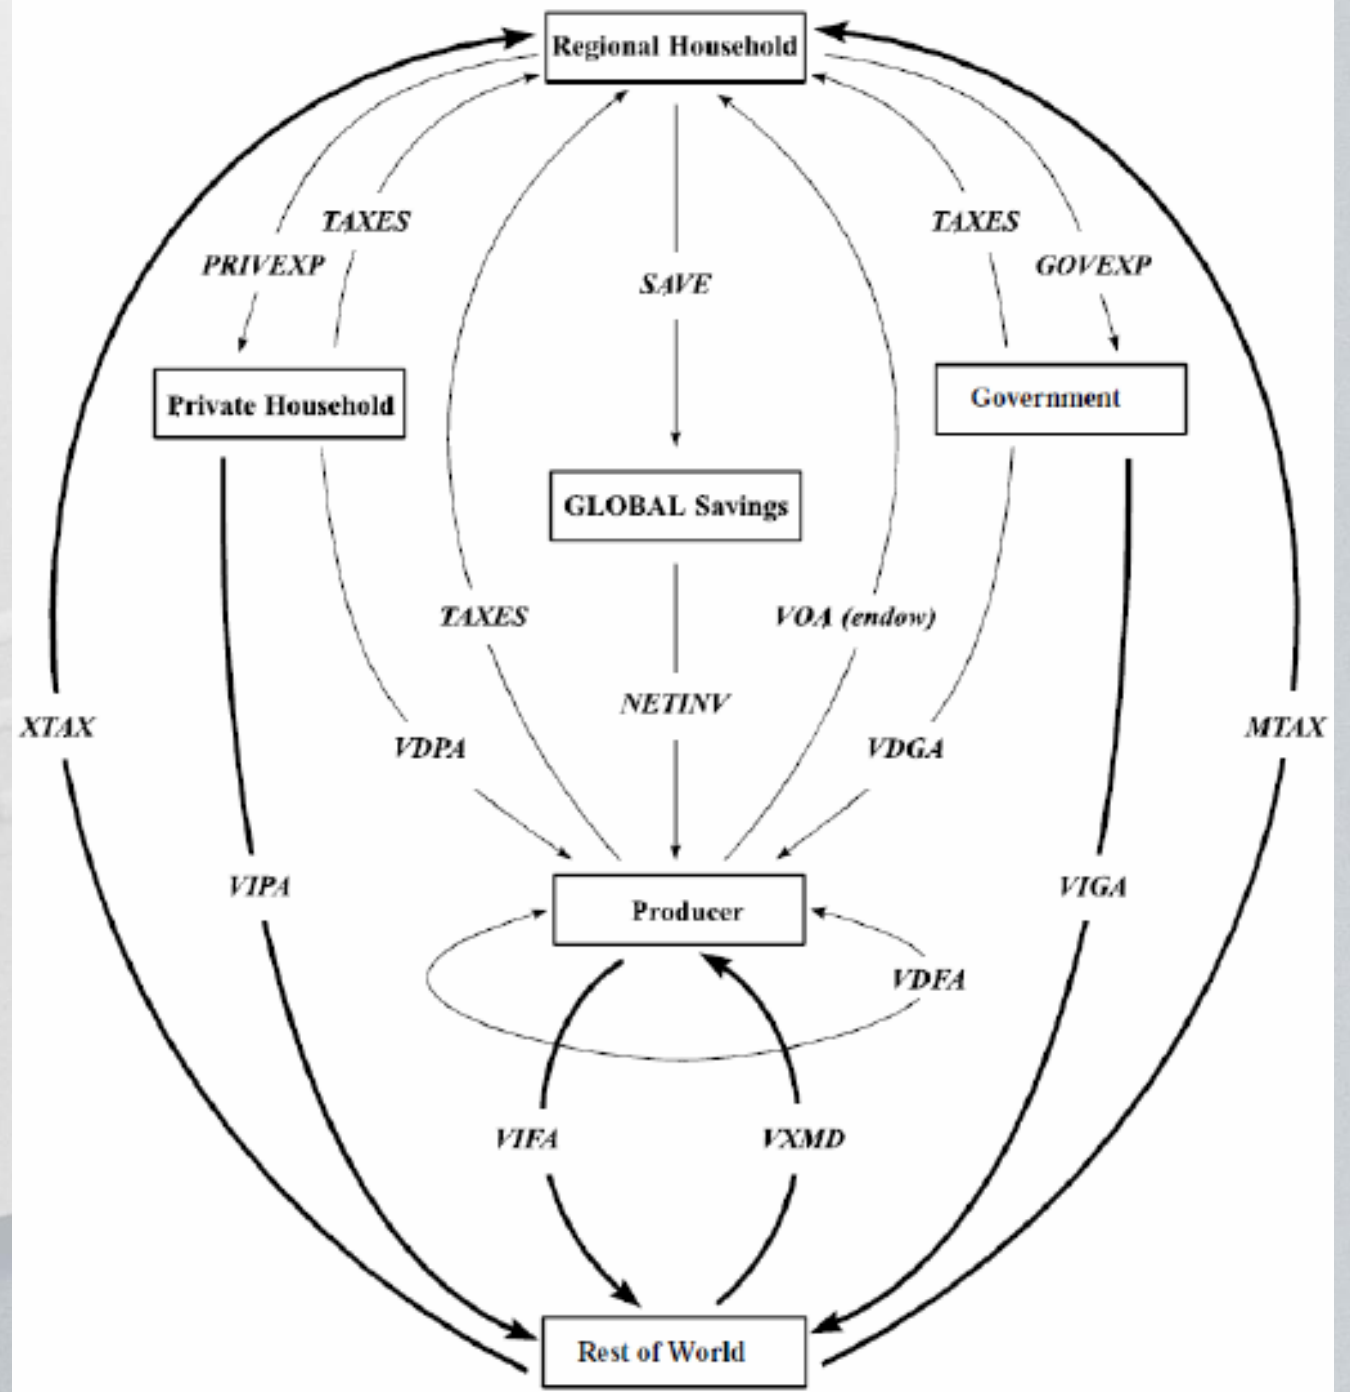 Regional Household
TAXES
TAXES
PRIVEXP
GOVEXP
SAVE
Private Household
Government
GLOBAL Savings
TAXES
VOA (endow)
NETINV
XTAX
MTAX
VDPA
VDGA
VIPA
VIGA
Producer
VDFA
VIFA
VXMD
Rest of World